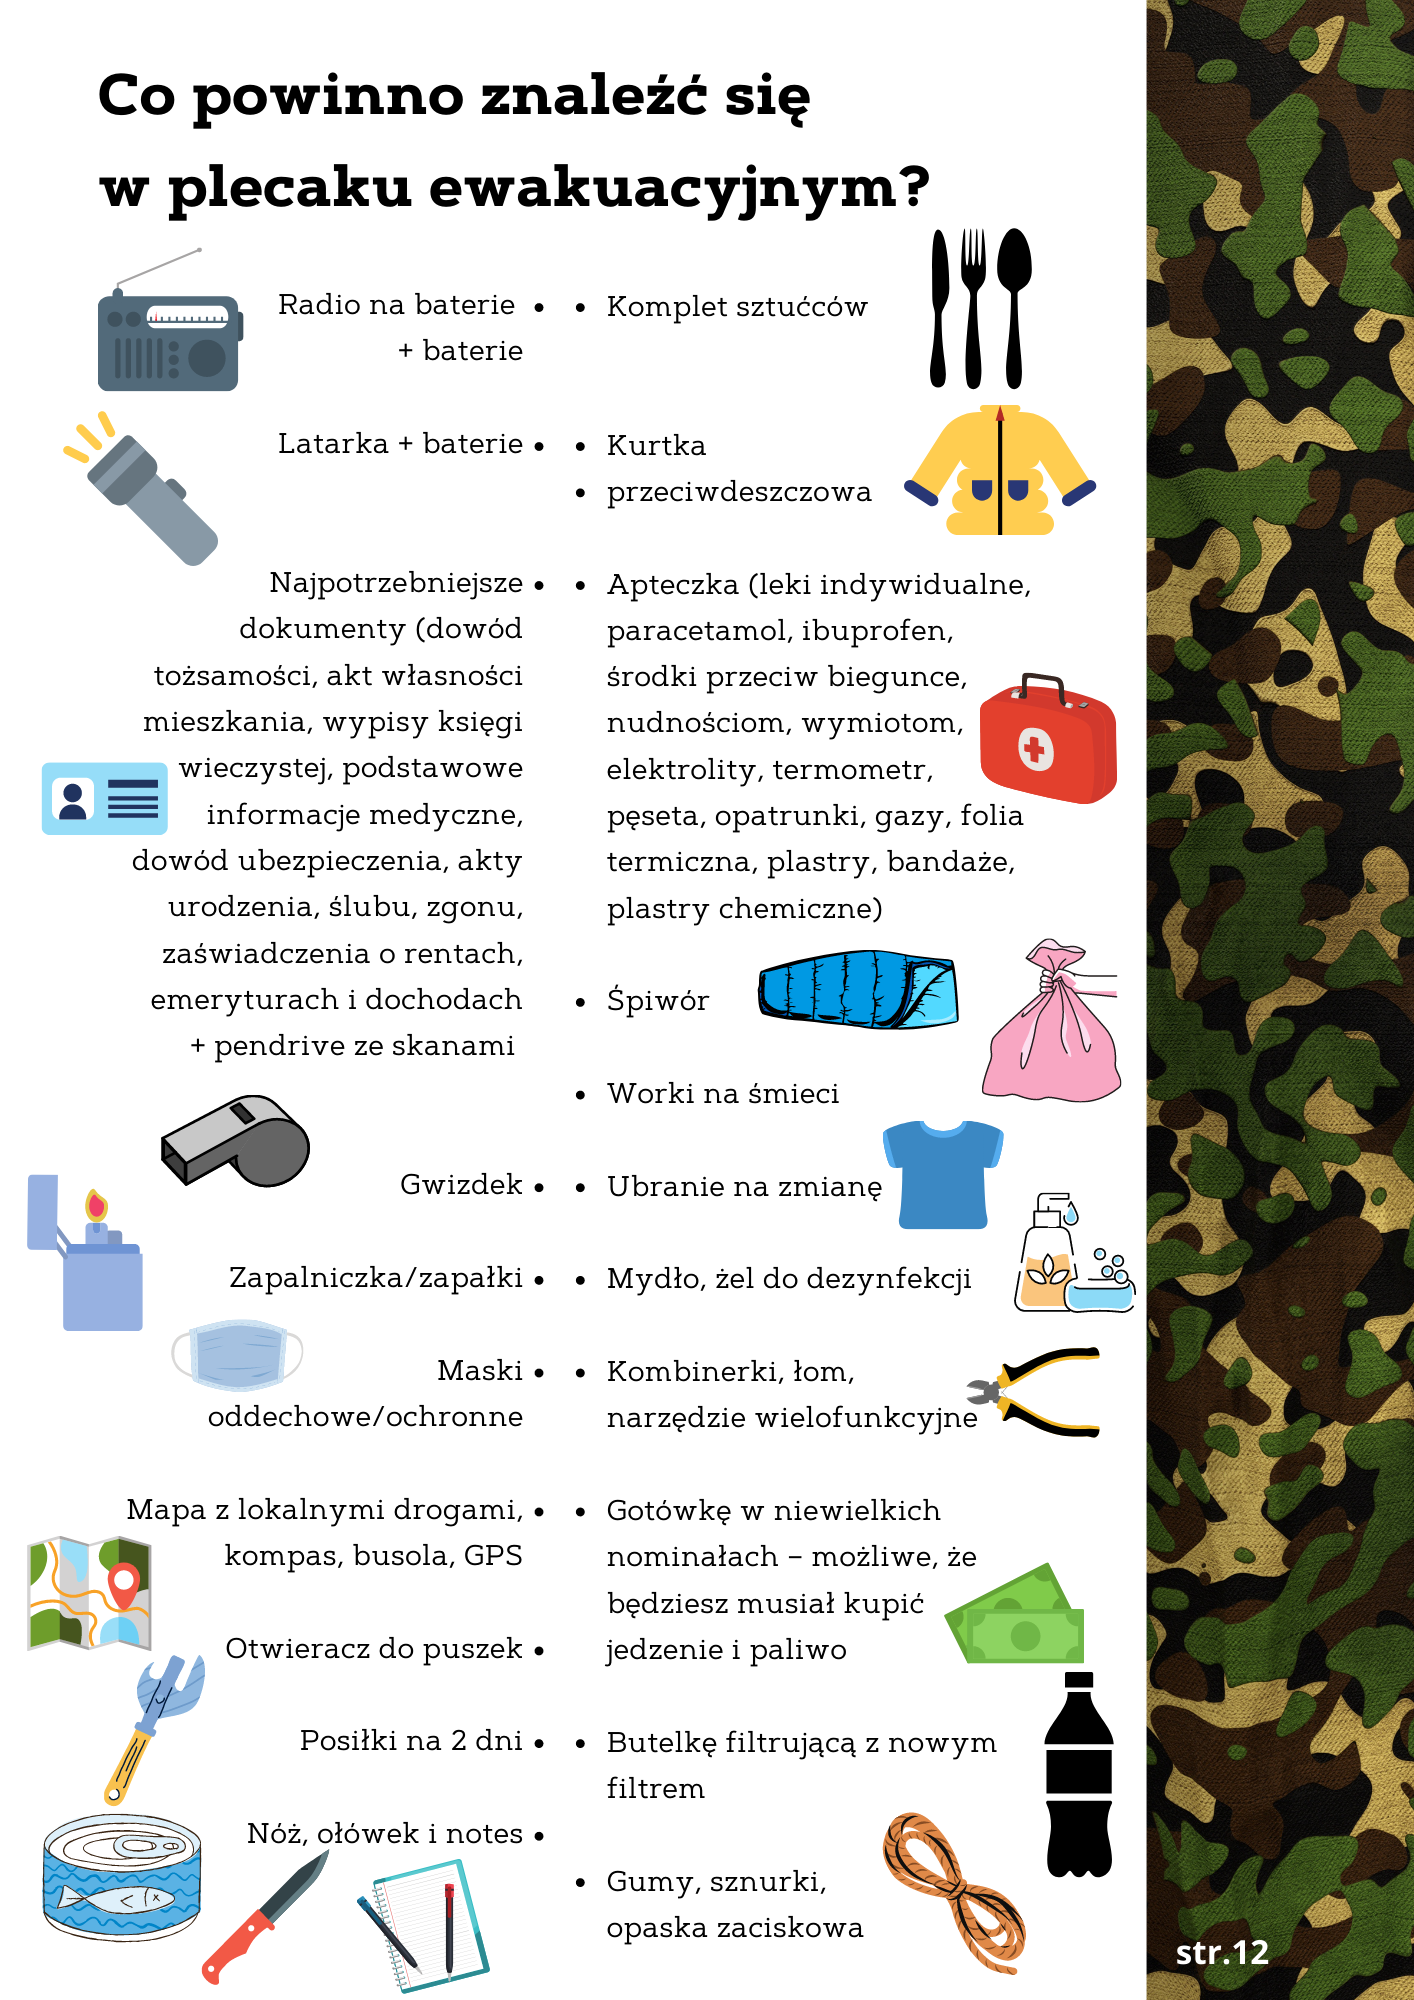 Co powinno znaleźć się
w plecaku ewakuacyjnym?
Radio na baterie
+ baterie
Latarka + baterie
Najpotrzebniejsze
dokumenty (dowód
tożsamości, akt własności
mieszkania, wypisy księgi
wieczystej, podstawowe
informacje medyczne,
dowód ubezpieczenia, akty
urodzenia, ślubu, zgonu,
zaświadczenia o rentach,
emeryturach i dochodach
+ pendrive ze skanami
Gwizdek
Zapalniczka/zapałki
Maski
oddechowe/ochronne
Mapa z lokalnymi drogami,
kompas, busola, GPS
Otwieracz do puszek
Posiłki na 2 dni
Nóż, ołówek i notes
Komplet sztućców
Kurtka
przeciwdeszczowa
Apteczka (leki indywidualne,
paracetamol, ibuprofen,
środki przeciw biegunce,
nudnościom, wymiotom,
elektrolity, termometr,
pęseta, opatrunki, gazy, folia
termiczna, plastry, bandaże,
plastry chemiczne)
Śpiwór
Worki na śmieci
Ubranie na zmianę
Mydło, żel do dezynfekcji
Kombinerki, łom,
narzędzie wielofunkcyjne
Gotówkę w niewielkich
nominałach – możliwe, że
będziesz musiał kupić
jedzenie i paliwo
Butelkę filtrującą z nowym
filtrem
Gumy, sznurki,
opaska zaciskowa
str.12